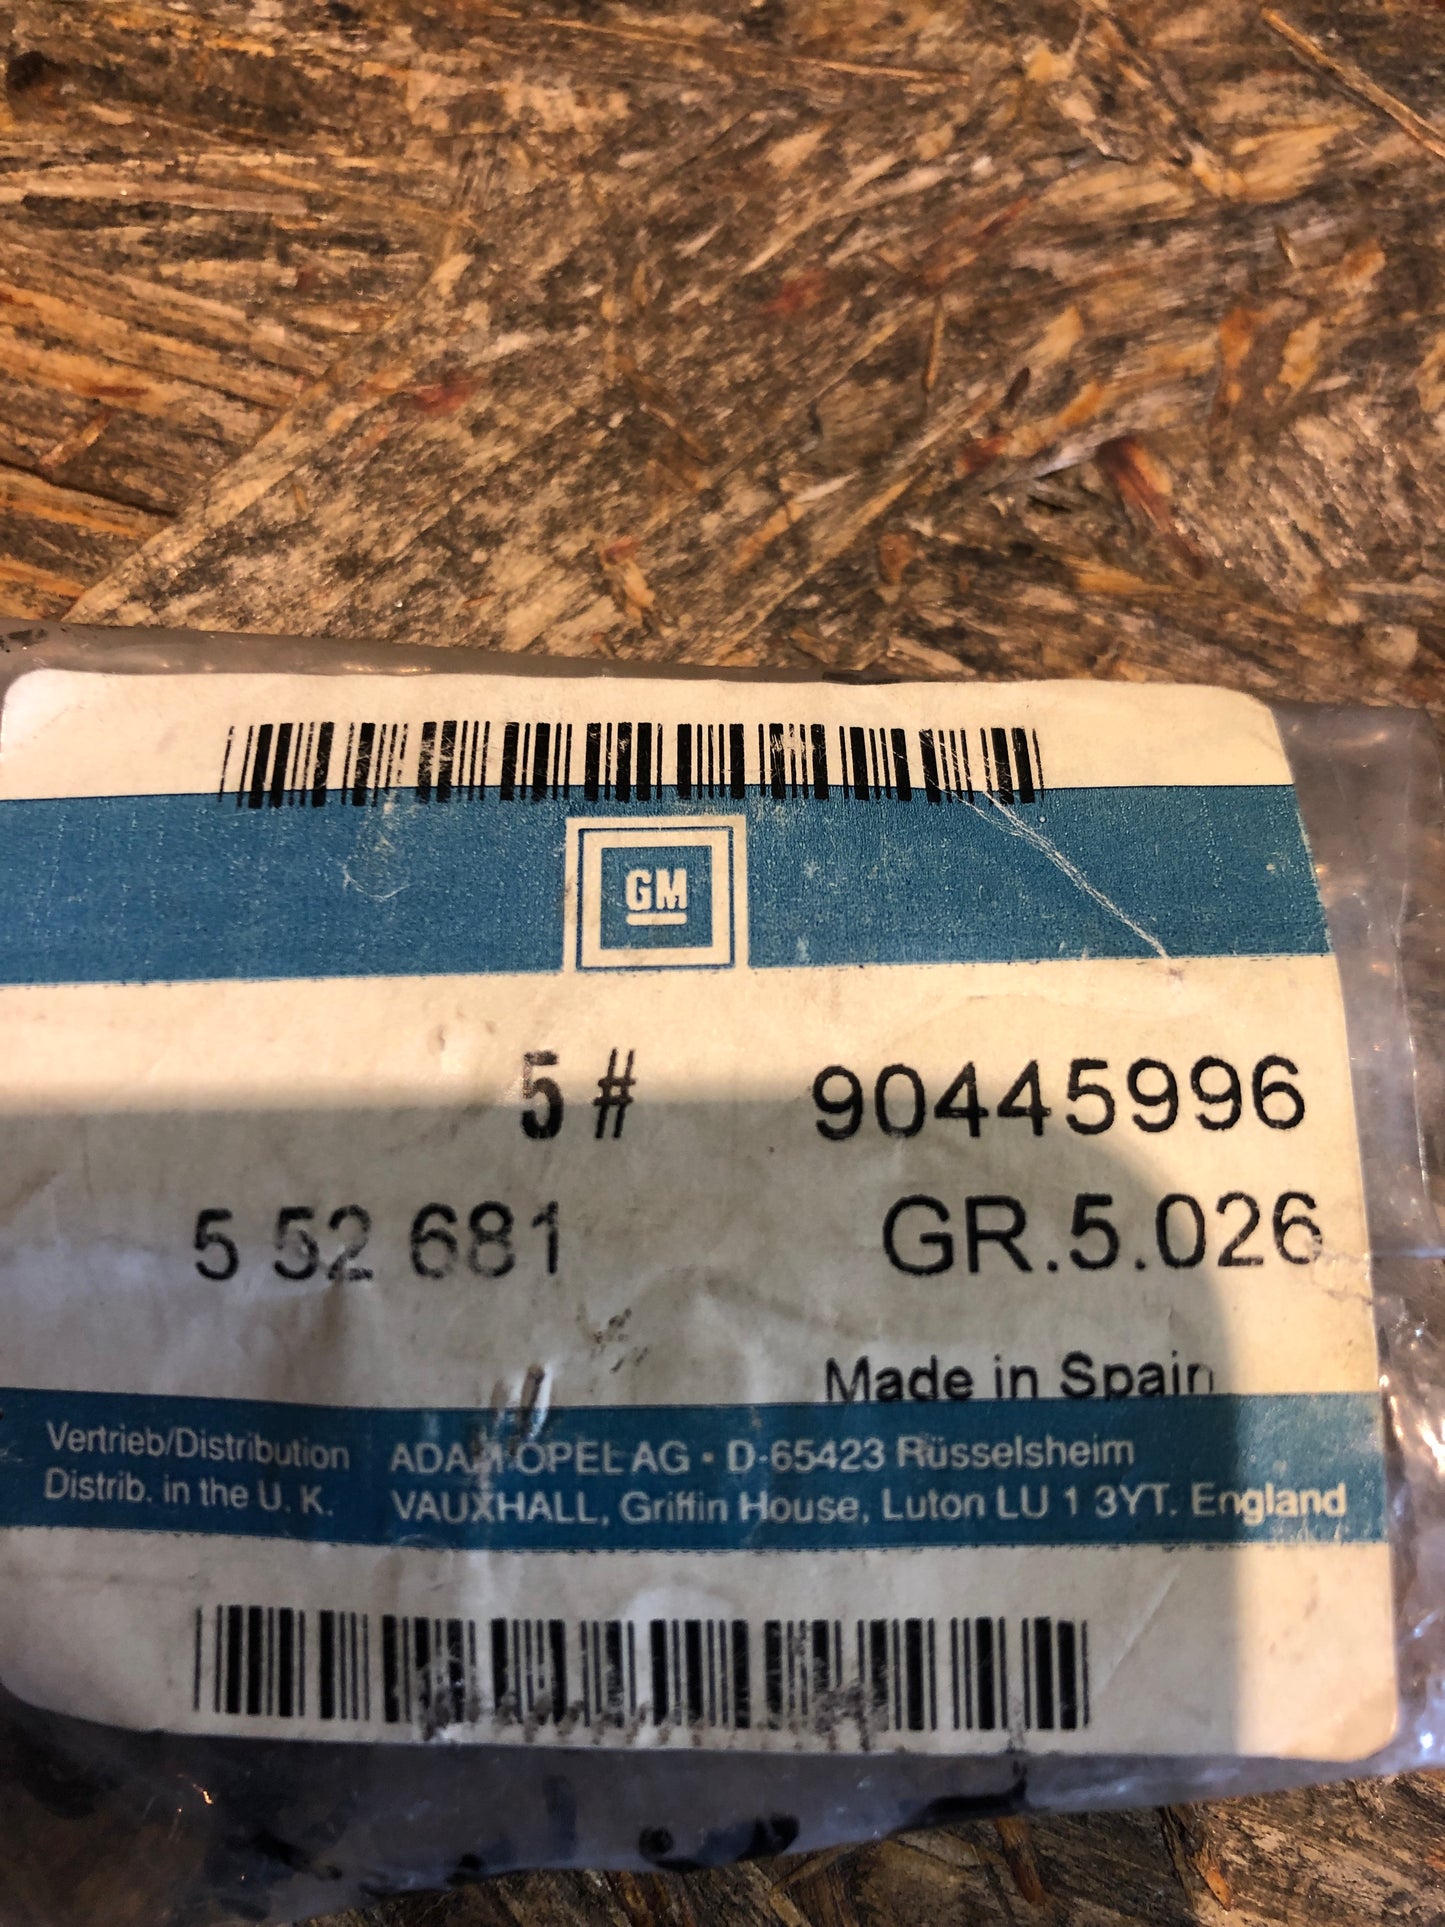 GM
5 # 90445996
5 52 681 GR.5.026
Made in Spain
Vertrieb/Distribution ADAM OPEL AG · D-65423 Rüsselsheim
Distrib. in the U. K. VAUXHALL, Griffin House, Luton LU 1 3YT. England